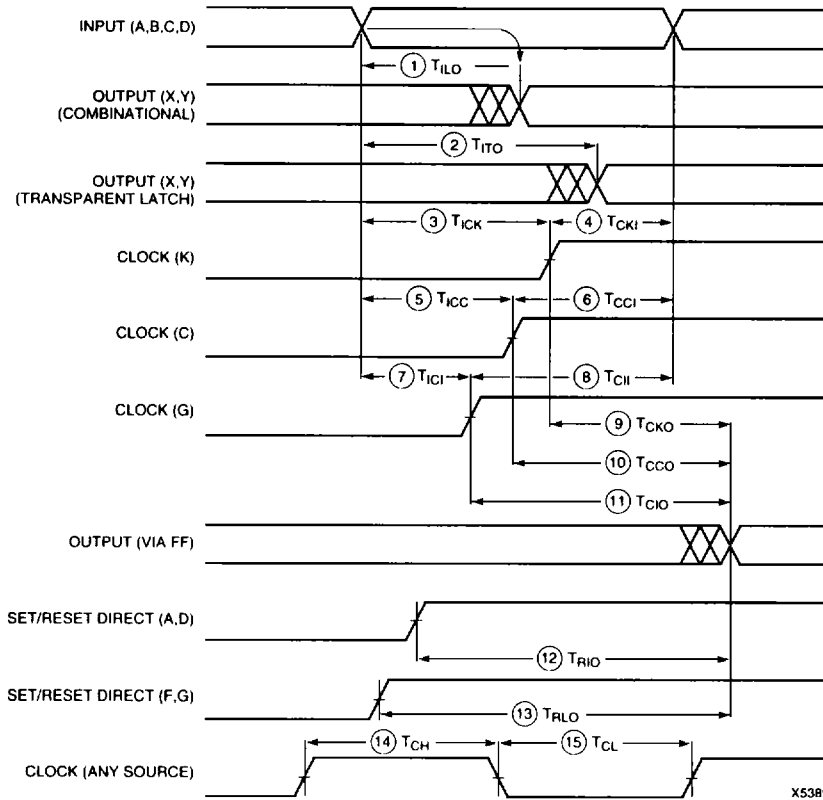 INPUT (A,B,C,D)
1 TILO
OUTPUT (X,Y)
(COMBINATIONAL)
2 TITO
OUTPUT (X,Y)
(TRANSPARENT LATCH)
3 TICK
4 TCKI
CLOCK (K)
5 TICC
6 TCCI
CLOCK (C)
7 TICI
8 TCII
CLOCK (G)
9 TCKO
10 TCCO
11 TCIO
OUTPUT (VIA FF)
SET/RESET DIRECT (A,D)
12 TRIO
SET/RESET DIRECT (F,G)
13 TRLO
14 TCH
15 TCL
CLOCK (ANY SOURCE)